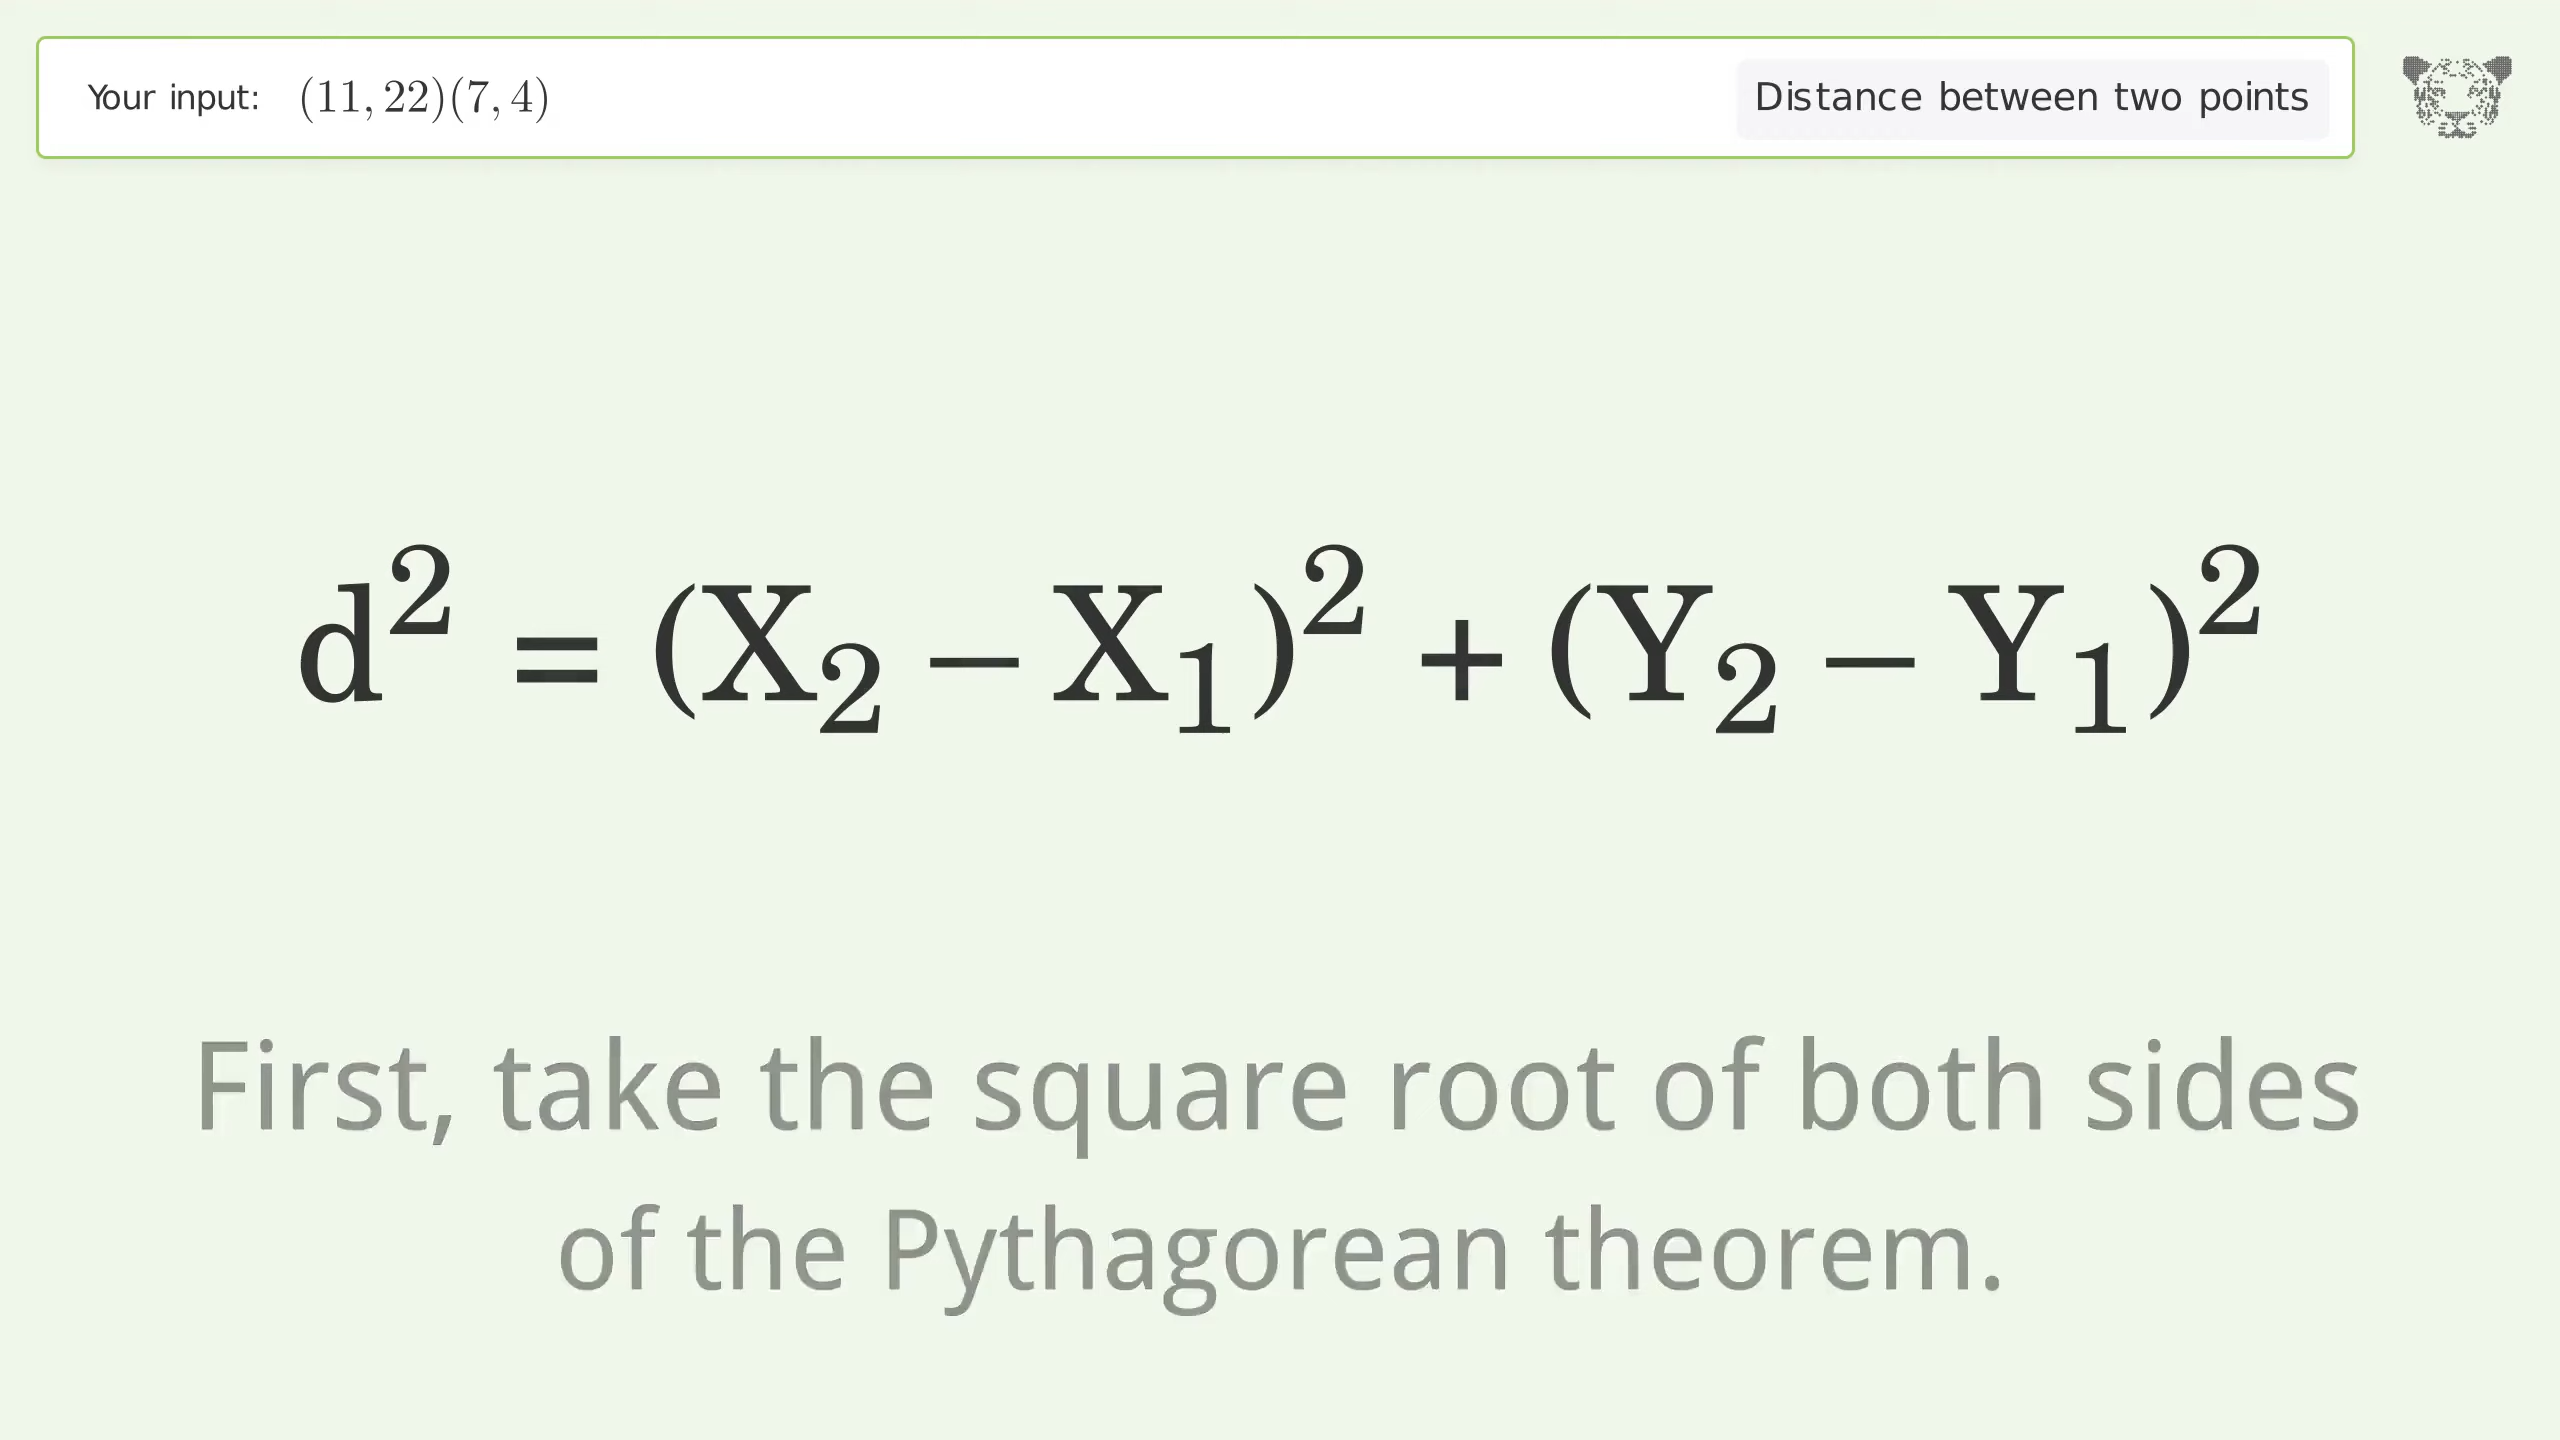 Your input: (11, 22)(7, 4) Distance between two points
d² = (X₂ − X₁)² + (Y₂ − Y₁)²
First, take the square root of both sides
of the Pythagorean theorem.